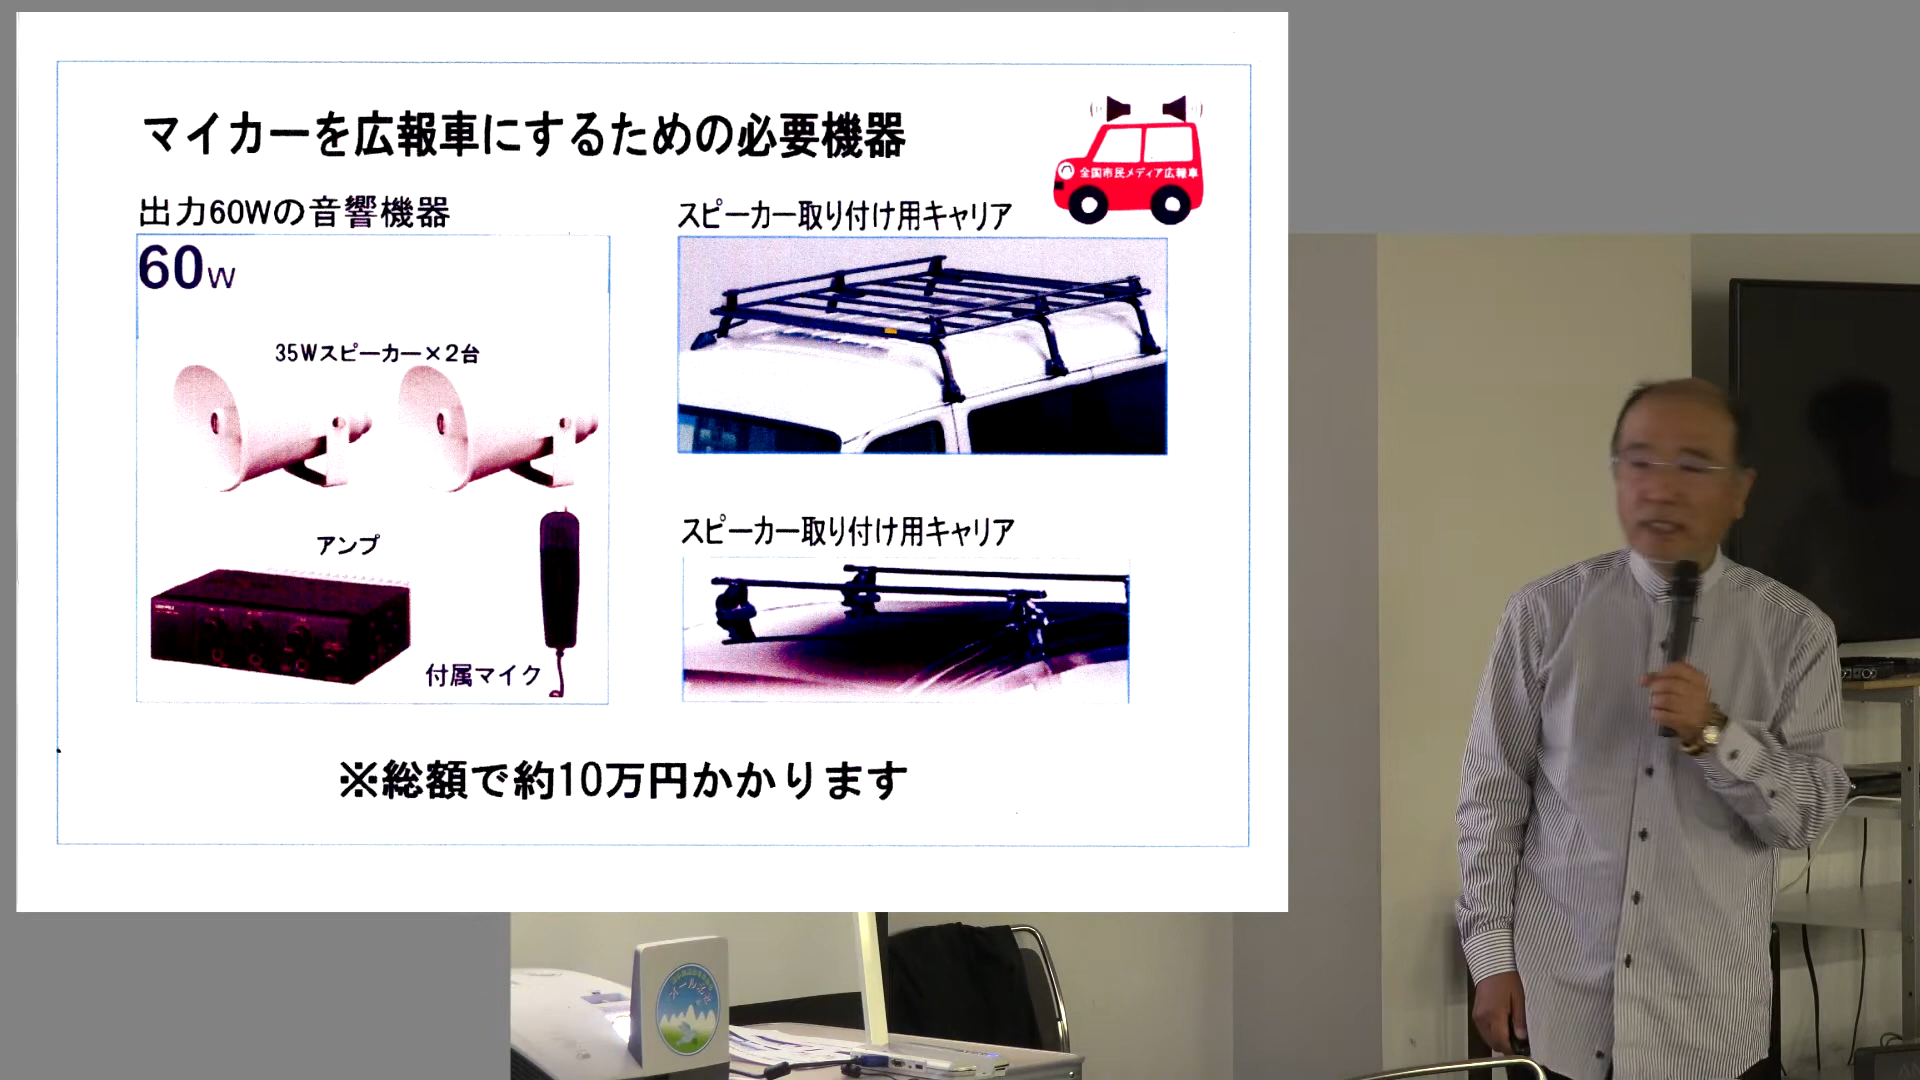 マイカーを広報車にするための必要機器
全国市民メディア広報車
出力60Wの音響機器
60W
35Wスピーカー×2台
アンプ
付属マイク
スピーカー取り付け用キャリア
スピーカー取り付け用キャリア
※総額で約10万円かかります